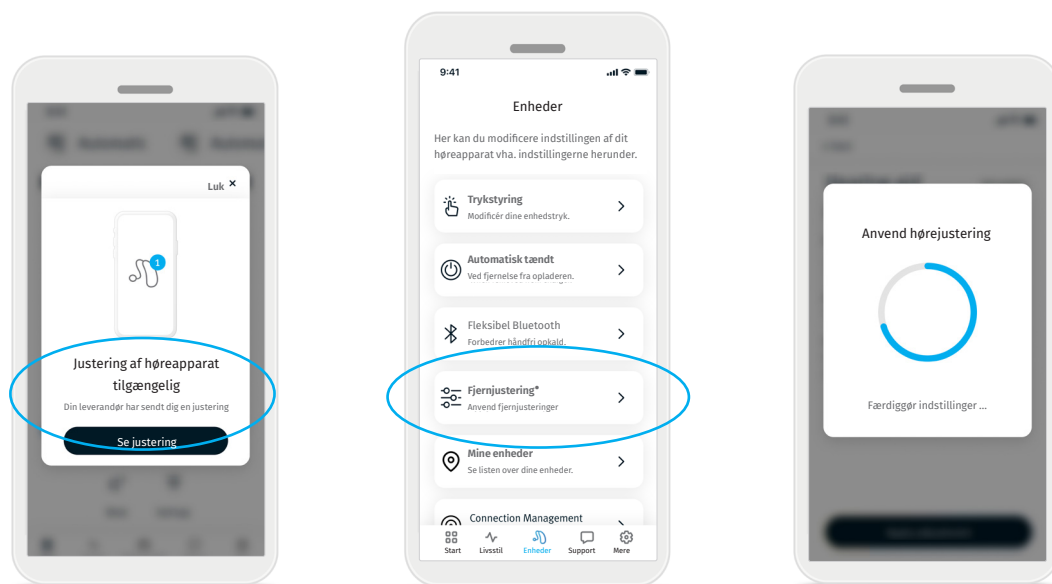 Luk ×
1
Justering af høreapparat
tilgængelig
Din leverandør har sendt dig en justering
Se justering
9:41
Enheder
Her kan du modificere indstillingen af dit
høreapparat vha. indstillingerne herunder.
Trykstyring
Modificér dine enhedstryk.
Automatisk tændt
Ved fjernelse fra opladeren.
Fleksibel Bluetooth
Forbedrer håndfri opkald.
Fjernjustering*
Anvend fjernjusteringer
Mine enheder
Se listen over dine enheder.
Connection Management
Start Livsstil Enheder Support Mere
Anvend hørejustering
Færdiggør indstillinger ...